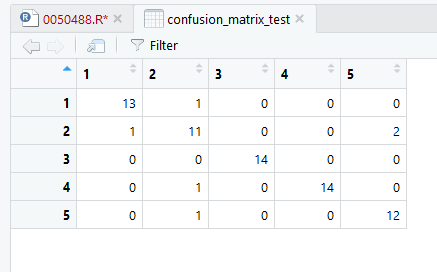 0050488.R* confusion_matrix_test
Filter
1 2 3 4 5
1 13 1 0 0 0
2 1 11 0 0 2
3 0 0 14 0 0
4 0 1 0 14 0
5 0 1 0 0 12